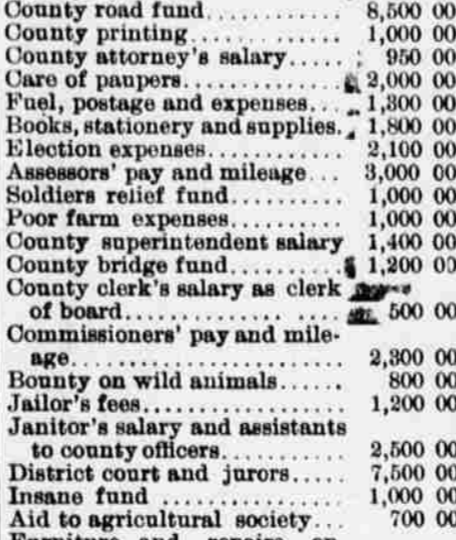 County road fund............ 8,500 00
County printing............. 1,000 00
County attorney's salary..... 950 00
Care of paupers............. 2,000 00
Fuel, postage and expenses... 1,300 00
Books, stationery and supplies. 1,800 00
Election expenses............ 2,100 00
Assessors' pay and mileage... 3,000 00
Soldiers relief fund......... 1,000 00
Poor farm expenses.......... 1,000 00
County superintendent salary 1,400 00
County bridge fund.......... 1,200 00
County clerk's salary as clerk
of board............... .... 500 00
Commissioners' pay and mile-
age........................ 2,300 00
Bounty on wild animals...... 800 00
Jailor's fees................. 1,200 00
Janitor's salary and assistants
to county officers.......... 2,500 00
District court and jurors..... 7,500 00
Insane fund ................ 1,000 00
Aid to agricultural society... 700 00
Furniture and repairs on